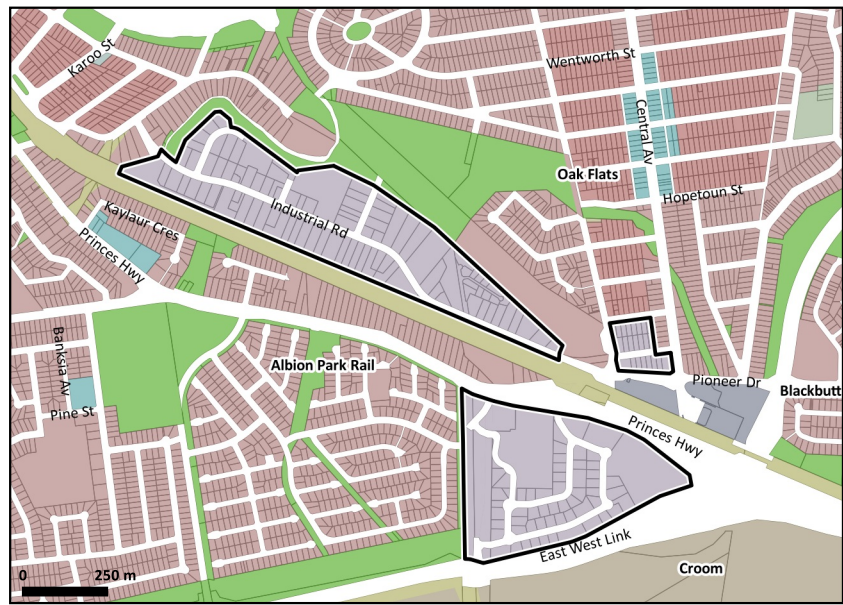 Karoo St
Wentworth St
Central Av
Oak Flats
Hopetoun St
Industrial Rd
Kaylaur Cres
Princes Hwy
Banksia Av
Albion Park Rail
Pioneer Dr
Blackbutt
Pine St
Princes Hwy
East West Link
Croom
0 250 m